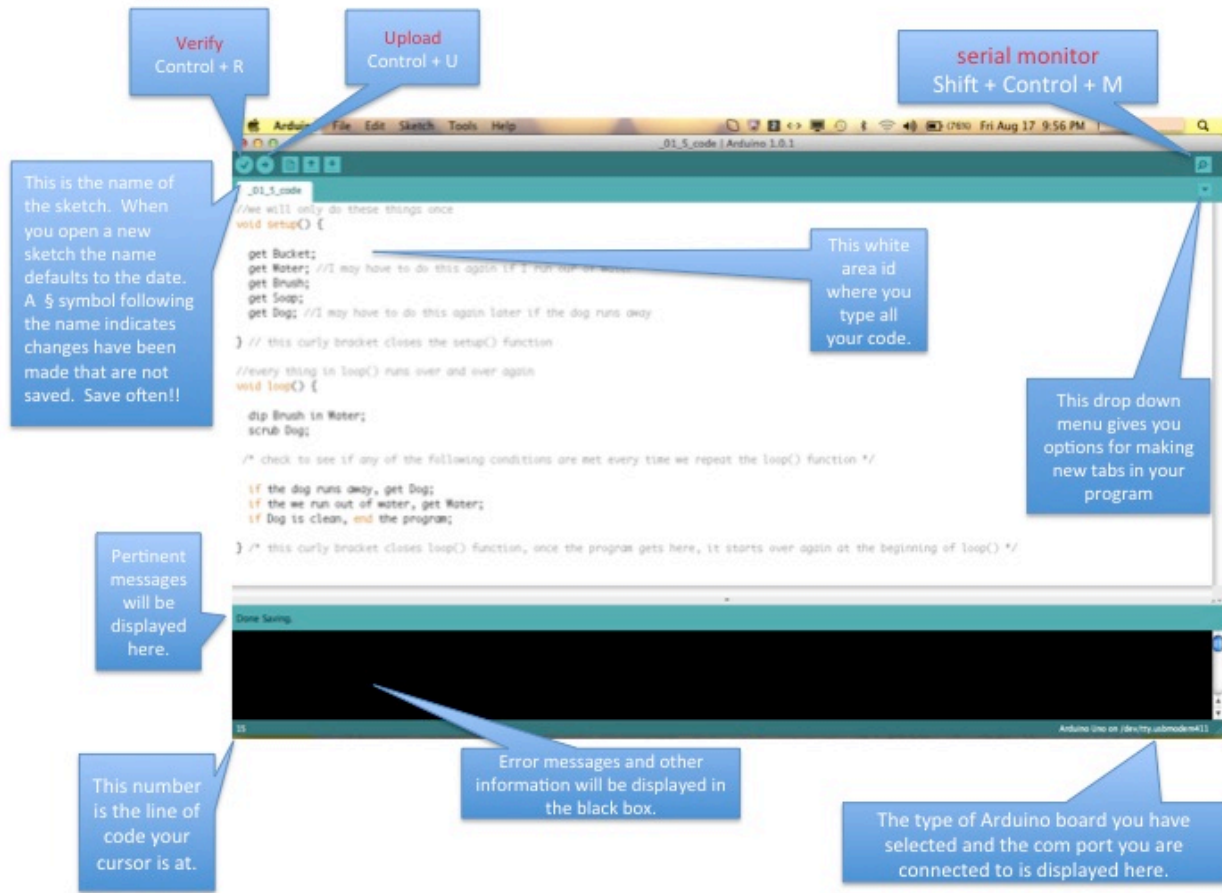 Verify
Control + R
Upload
Control + U
serial monitor
Shift + Control + M
Arduino File Edit Sketch Tools Help
(76%) Fri Aug 17 9:56 PM
_01_5_code | Arduino 1.0.1
_01_5_code
This is the name of
the sketch. When
you open a new
sketch the name
defaults to the date.
A § symbol following
the name indicates
changes have been
made that are not
saved. Save often!!
//we will only do these things once
void setup() {
get Bucket;
get Water; //I may have to do this again if I run our of water
get Brush;
get Soap;
get Dog; //I may have to do this again later if the dog runs away
} // this curly bracket closes the setup() function
//every thing in loop() runs over and over again
void loop() {
dip Brush in Water;
scrub Dog;
/* check to see if any of the following conditions are met every time we repeat the loop() function */
if the dog runs away, get Dog;
if the we run out of water, get Water;
if Dog is clean, end the program;
} /* this curly bracket closes loop() function, once the program gets here, it starts over again at the beginning of loop() */
This white
area id
where you
type all
your code.
This drop down
menu gives you
options for making
new tabs in your
program
Pertinent
messages
will be
displayed
here.
Done Saving.
15
Arduino Uno on /dev/tty.usbmodem411
This number
is the line of
code your
cursor is at.
Error messages and other
information will be displayed in
the black box.
The type of Arduino board you have
selected and the com port you are
connected to is displayed here.